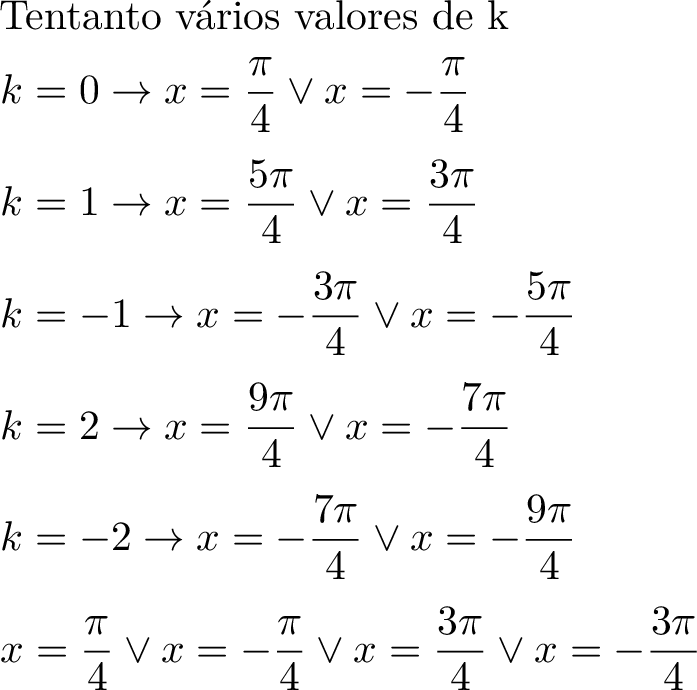 Tentanto vários valores de k
k = 0 → x = π/4 ∨ x = −π/4
k = 1 → x = 5π/4 ∨ x = 3π/4
k = −1 → x = −3π/4 ∨ x = −5π/4
k = 2 → x = 9π/4 ∨ x = −7π/4
k = −2 → x = −7π/4 ∨ x = −9π/4
x = π/4 ∨ x = −π/4 ∨ x = 3π/4 ∨ x = −3π/4